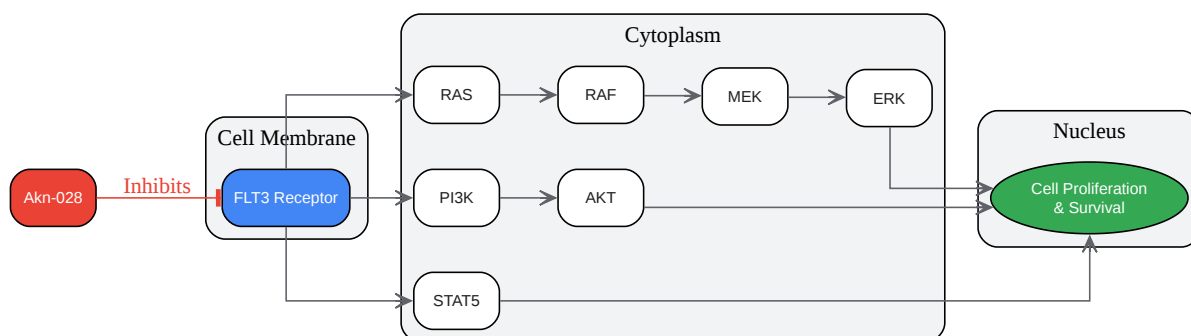 Cytoplasm
RAS
RAF
MEK
ERK
Cell Membrane
Nucleus
Akn-028
Inhibits
FLT3 Receptor
PI3K
AKT
Cell Proliferation
& Survival
STAT5